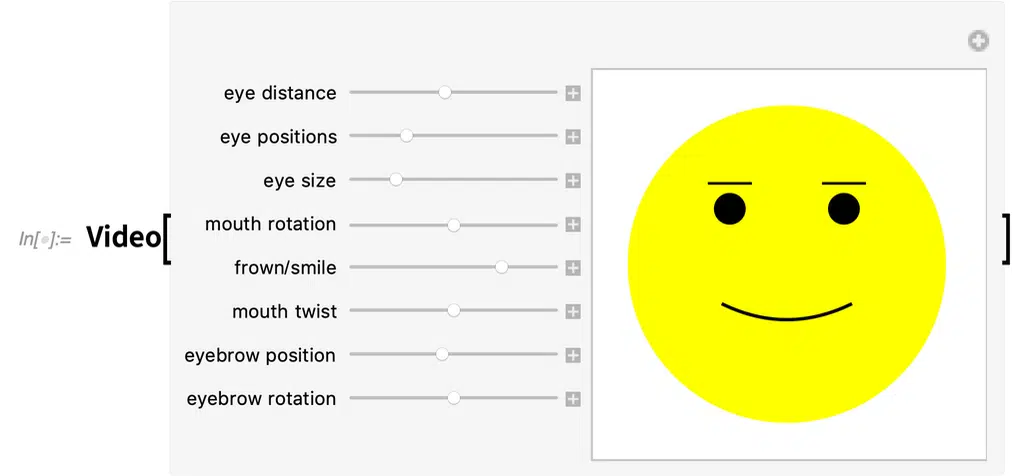 eye distance
eye positions
eye size
mouth rotation
In[●]:= Video[ ]
frown/smile
mouth twist
eyebrow position
eyebrow rotation